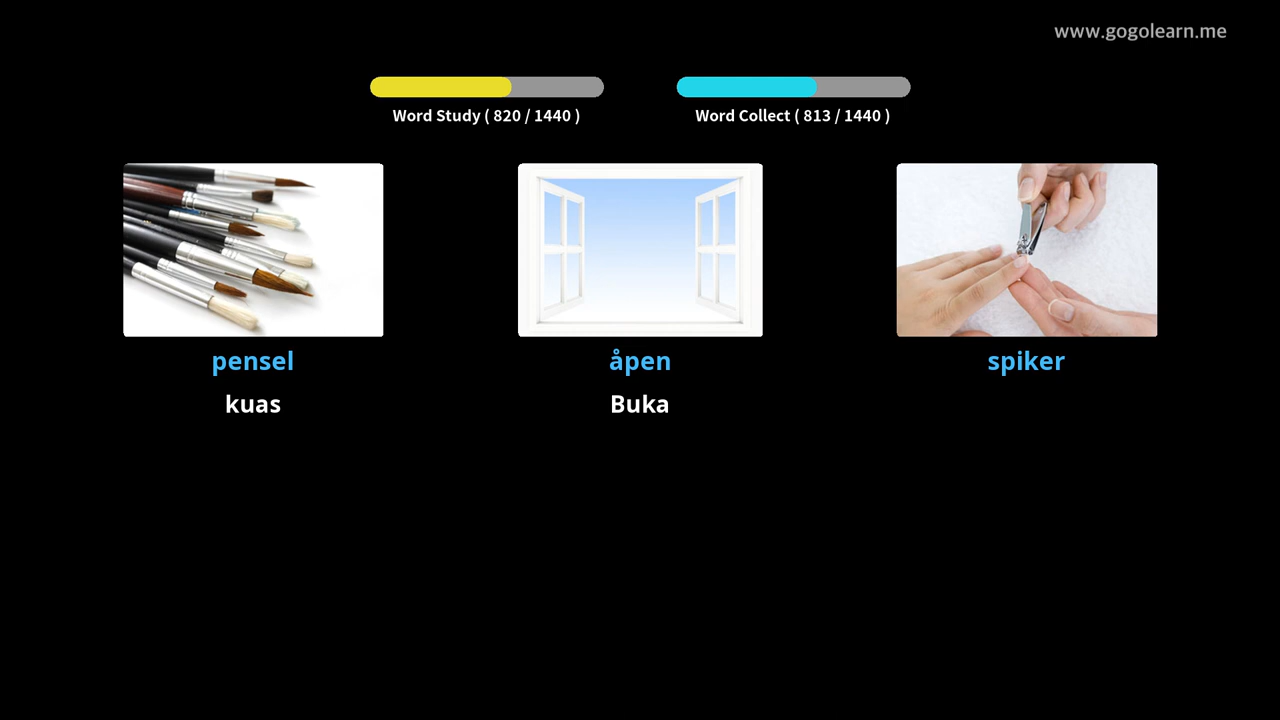 www.gogolearn.me
Word Study ( 820 / 1440 )
Word Collect ( 813 / 1440 )
pensel
åpen
spiker
kuas
Buka